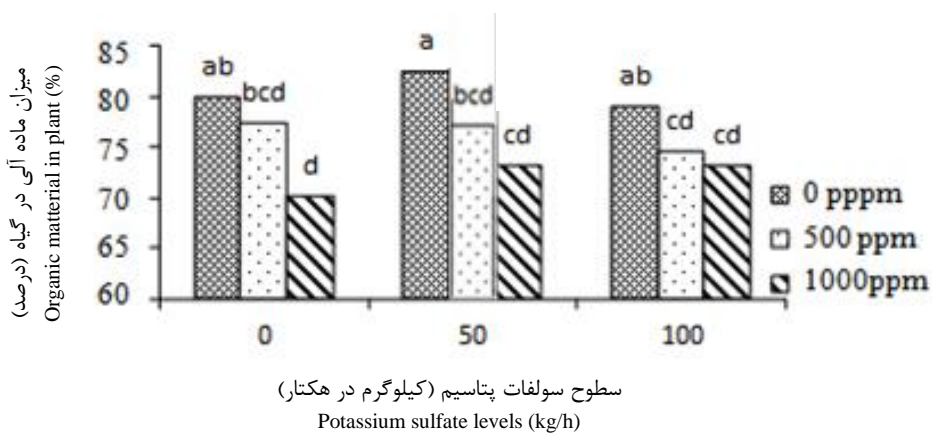 میزان ماده آلی در گیاه (درصد)
Organic matterial in plant (%)
85
80
75
70
65
60
ab
bcd
d
a
bcd
cd
ab
cd
cd
0 pppm
500 ppm
1000ppm
0
50
100
سطوح سولفات پتاسیم (کیلوگرم در هکتار)
Potassium sulfate levels (kg/h)